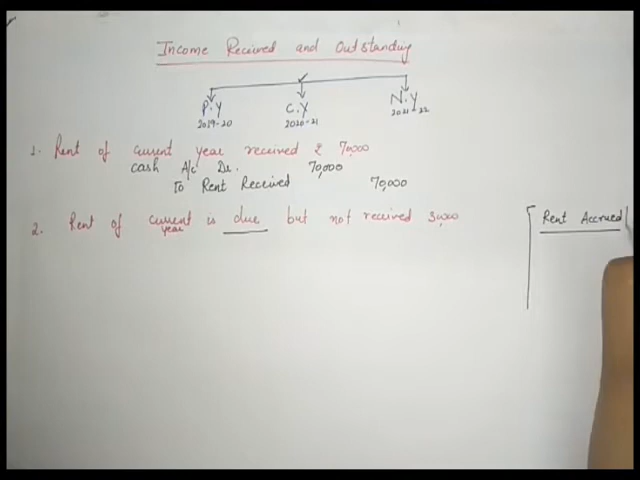 Income Received and Outstanding
P.Y C.Y N.Y
2019-20 2020-21 2021-22
1. Rent of current year received ₹ 70,000
cash A/c Dr. 70,000
To Rent Received 70,000
2. Rent of current year is due but not received 30,000
Rent Accrued